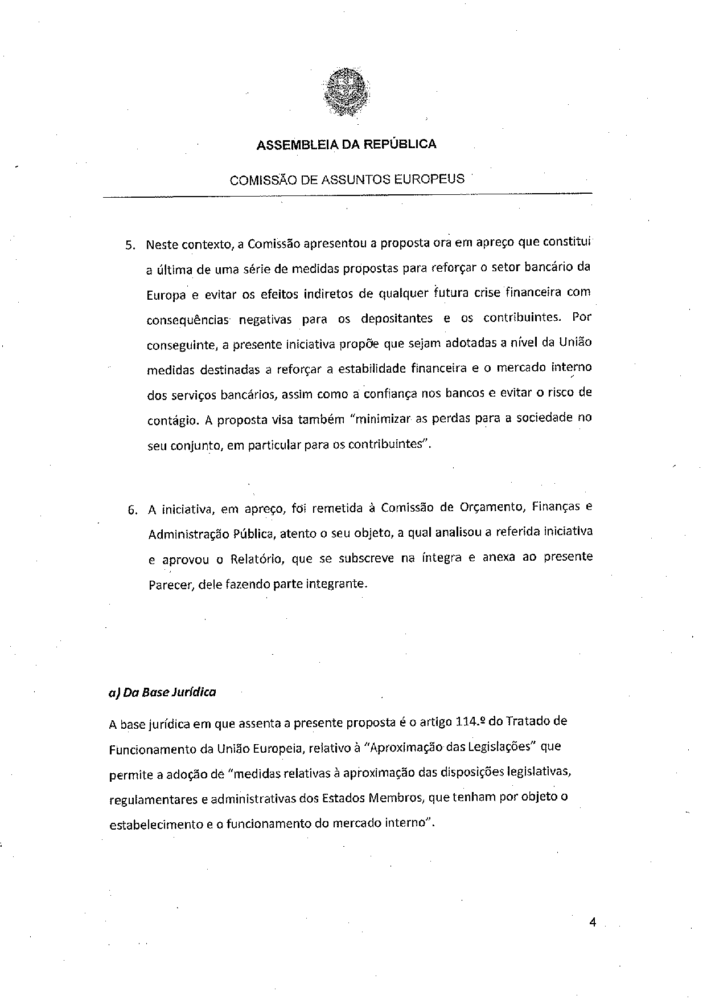 ASSEMBLEIA DA REPÚBLICA
COMISSÃO DE ASSUNTOS EUROPEUS
5. Neste contexto, a Comissão apresentou a proposta ora em apreço que constitui
a última de uma série de medidas propostas para reforçar o setor bancário da
Europa e evitar os efeitos indiretos de qualquer futura crise financeira com
consequências negativas para os depositantes e os contribuintes. Por
conseguinte, a presente iniciativa propõe que sejam adotadas a nível da União
medidas destinadas a reforçar a estabilidade financeira e o mercado interno
dos serviços bancários, assim como a confiança nos bancos e evitar o risco de
contágio. A proposta visa também "minimizar as perdas para a sociedade no
seu conjunto, em particular para os contribuintes".
6. A iniciativa, em apreço, foi remetida à Comissão de Orçamento, Finanças e
Administração Pública, atento o seu objeto, a qual analisou a referida iniciativa
e aprovou o Relatório, que se subscreve na íntegra e anexa ao presente
Parecer, dele fazendo parte integrante.
a) Da Base Jurídica
A base jurídica em que assenta a presente proposta é o artigo 114.º do Tratado de
Funcionamento da União Europeia, relativo à "Aproximação das Legislações" que
permite a adoção de "medidas relativas à aproximação das disposições legislativas,
regulamentares e administrativas dos Estados Membros, que tenham por objeto o
estabelecimento e o funcionamento do mercado interno".
4